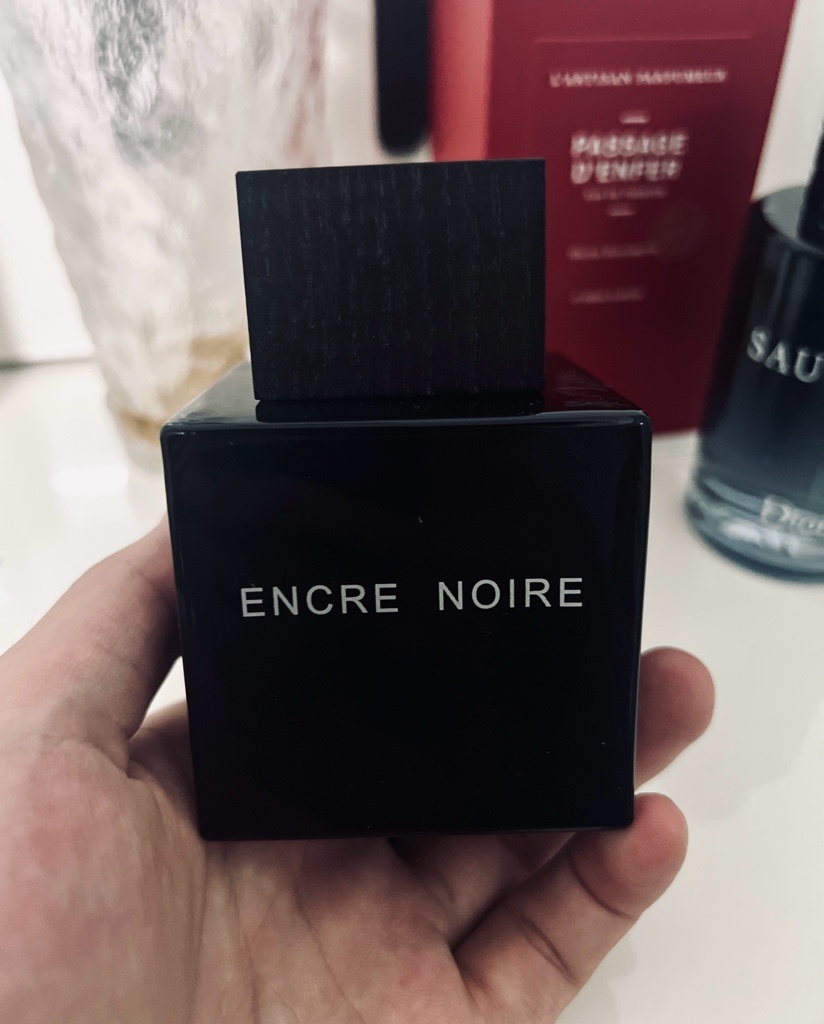 L'ARTISAN PARFUMEUR
PASSAGE
D'ENFER
SAU
Dior
ENCRE NOIRE